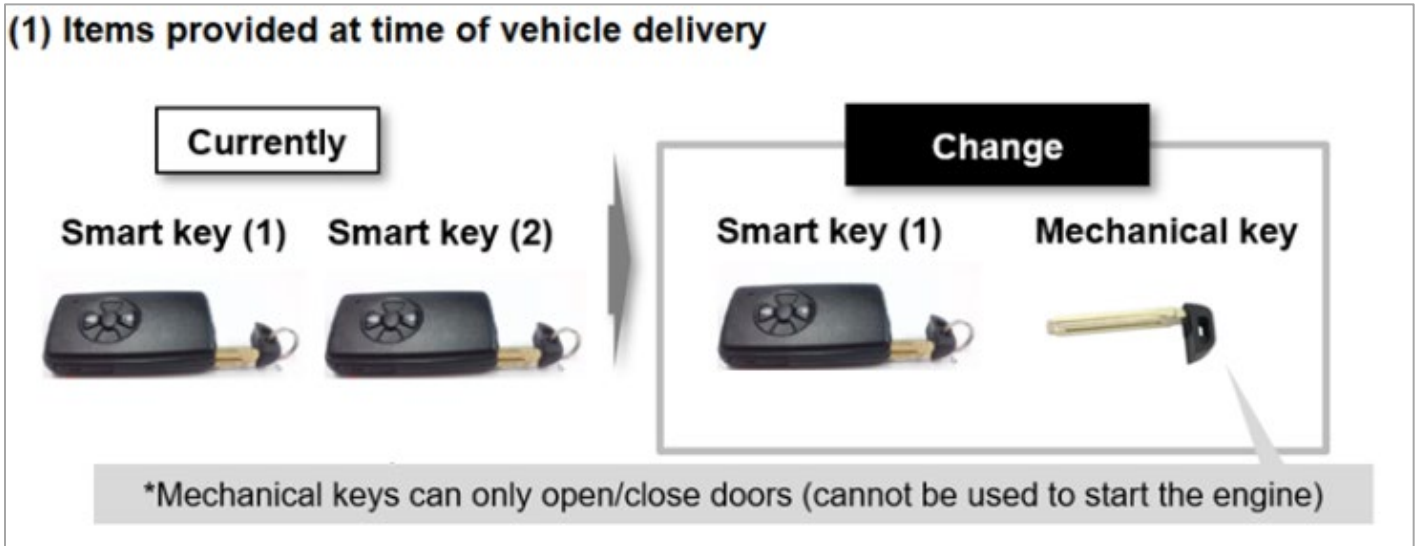 (1) Items provided at time of vehicle delivery
Currently
Change
Smart key (1) Smart key (2)
Smart key (1) Mechanical key
*Mechanical keys can only open/close doors (cannot be used to start the engine)